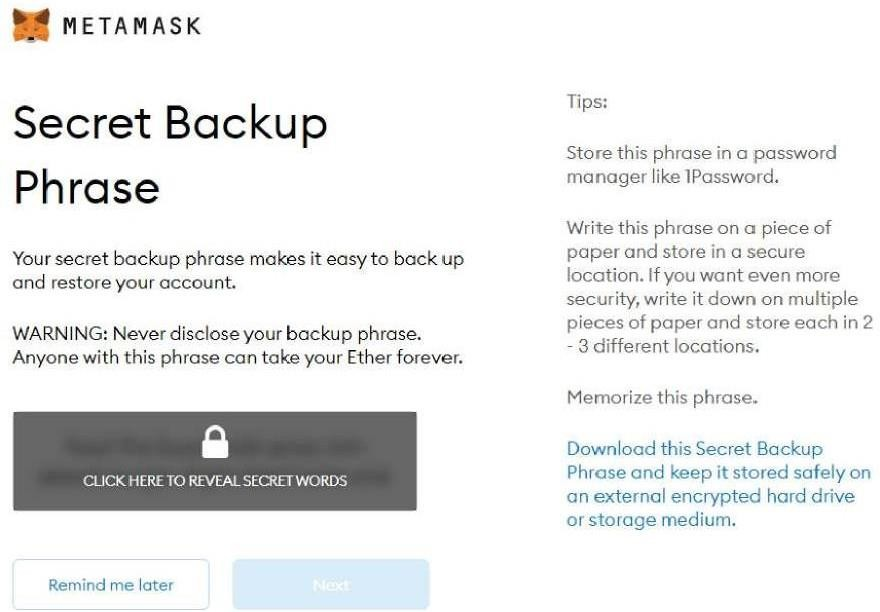 METAMASK
Secret Backup
Phrase
Your secret backup phrase makes it easy to back up
and restore your account.
WARNING: Never disclose your backup phrase.
Anyone with this phrase can take your Ether forever.
CLICK HERE TO REVEAL SECRET WORDS
Remind me later
Next
Tips:
Store this phrase in a password
manager like 1Password.
Write this phrase on a piece of
paper and store in a secure
location. If you want even more
security, write it down on multiple
pieces of paper and store each in 2
- 3 different locations.
Memorize this phrase.
Download this Secret Backup
Phrase and keep it stored safely on
an external encrypted hard drive
or storage medium.